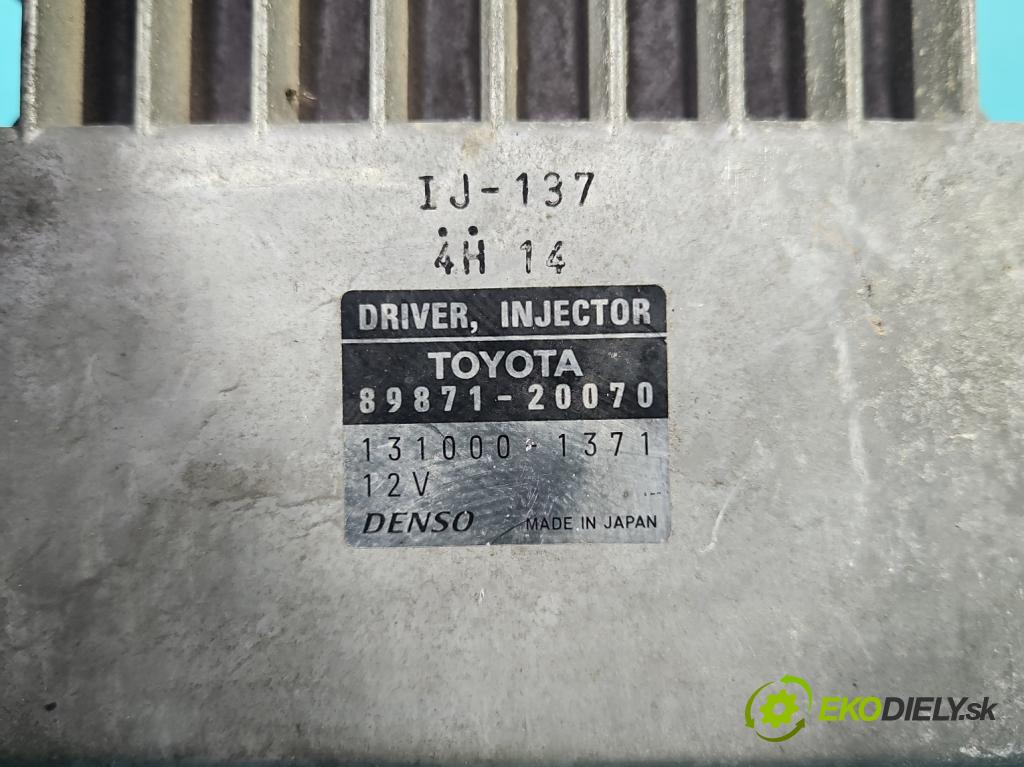 IJ-137
4H 14
DRIVER, INJECTOR
TOYOTA
89871-20070
131000-1371
12V
DENSO MADE IN JAPAN
EKODIELY.sk